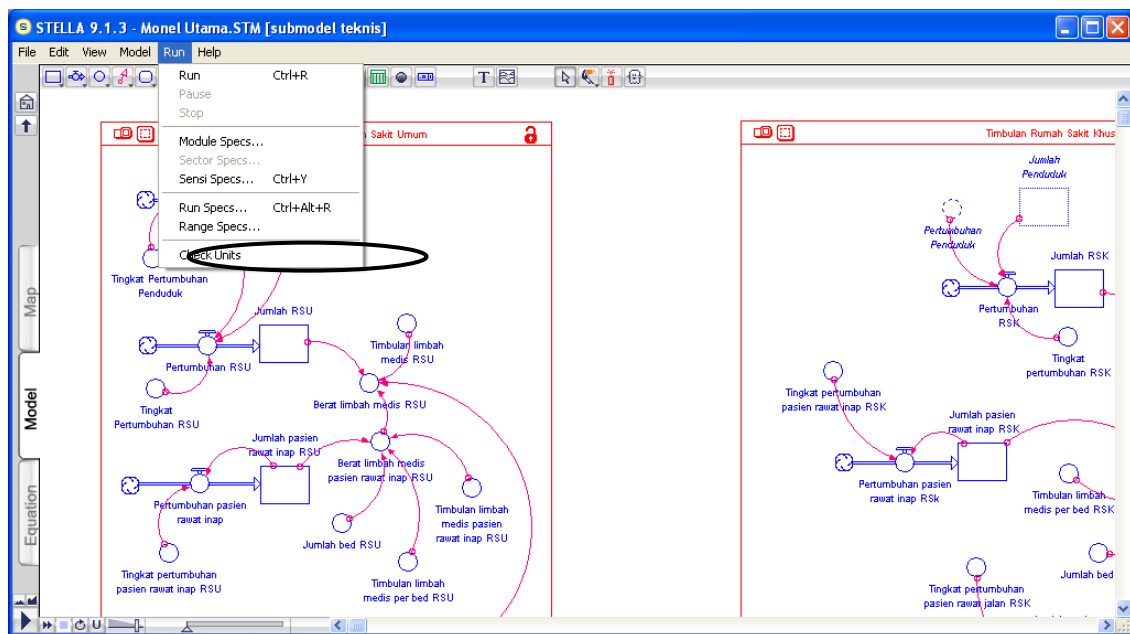 STELLA 9.1.3 - Monel Utama.STM [submodel teknis]
File Edit View Model Run Help
T
Run Ctrl+R
Pause
Stop
Module Specs...
Sector Specs...
Sensi Specs... Ctrl+Y
Run Specs... Ctrl+Alt+R
Range Specs...
Check Units
Map
Model
Equation
Sakit Umum
Tingkat Pertumbuhan
Penduduk
Jumlah RSU
Pertumbuhan RSU
Timbulan limbah
medis RSU
Tingkat
Pertumbuhan RSU
Berat limbah medis RSU
Jumlah pasien
rawat inap RSU
Berat limbah medis
pasien rawat inap RSU
Pertumbuhan pasien
rawat inap
Timbulan limbah
medis pasien
rawat inap RSU
Jumlah bed RSU
Tingkat pertumbuhan
pasien rawat inap RSU
Timbulan limbah
medis per bed RSU
Timbulan Rumah Sakit Khus
Jumlah
Penduduk
Pertumbuhan
Penduduk
Jumlah RSK
Pertumbuhan
RSK
Tingkat
pertumbuhan RSK
Tingkat pertumbuhan
pasien rawat inap RSK
Jumlah pasien
rawat inap RSK
Pertumbuhan pasien
rawat inap RSk
Timbulan limbah
medis per bed RSK
Jumlah bed
Tingkat pertumbuhan
pasien rawat jalan RSK
U